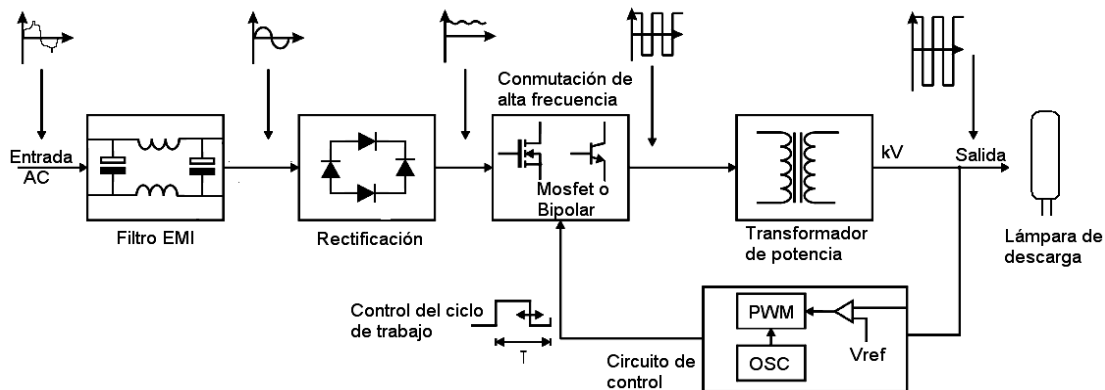 Entrada
AC
Filtro EMI
Rectificación
Conmutación de
alta frecuencia
Mosfet o
Bipolar
Transformador
de potencia
kV
Salida
Lámpara de
descarga
Control del ciclo
de trabajo
T
Circuito de
control
PWM
OSC
Vref